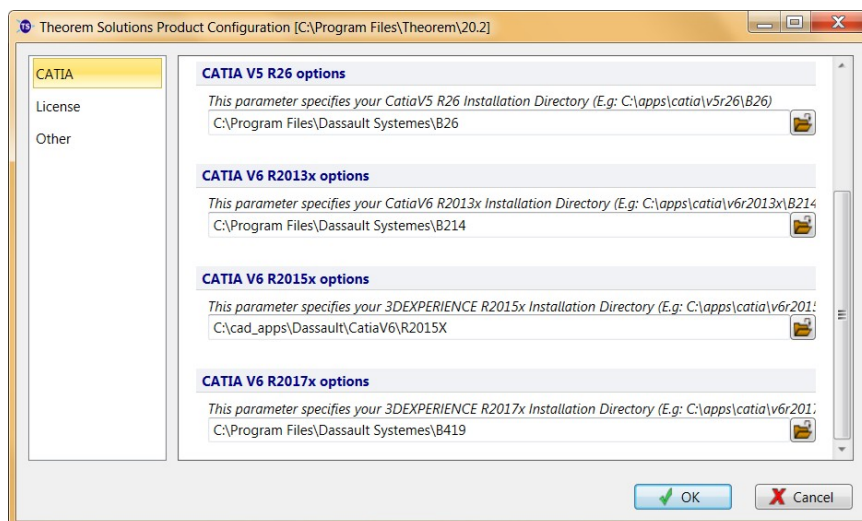 Theorem Solutions Product Configuration [C:\Program Files\Theorem\20.2]
CATIA
License
Other
CATIA V5 R26 options
This parameter specifies your CatiaV5 R26 Installation Directory (E.g: C:\apps\catia\v5r26\B26)
C:\Program Files\Dassault Systemes\B26
CATIA V6 R2013x options
This parameter specifies your CatiaV6 R2013x Installation Directory (E.g: C:\apps\catia\v6r2013x\B214
C:\Program Files\Dassault Systemes\B214
CATIA V6 R2015x options
This parameter specifies your 3DEXPERIENCE R2015x Installation Directory (E.g: C:\apps\catia\v6r2015
C:\cad_apps\Dassault\CatiaV6\R2015X
CATIA V6 R2017x options
This parameter specifies your 3DEXPERIENCE R2017x Installation Directory (E.g: C:\apps\catia\v6r2017
C:\Program Files\Dassault Systemes\B419
OK
Cancel